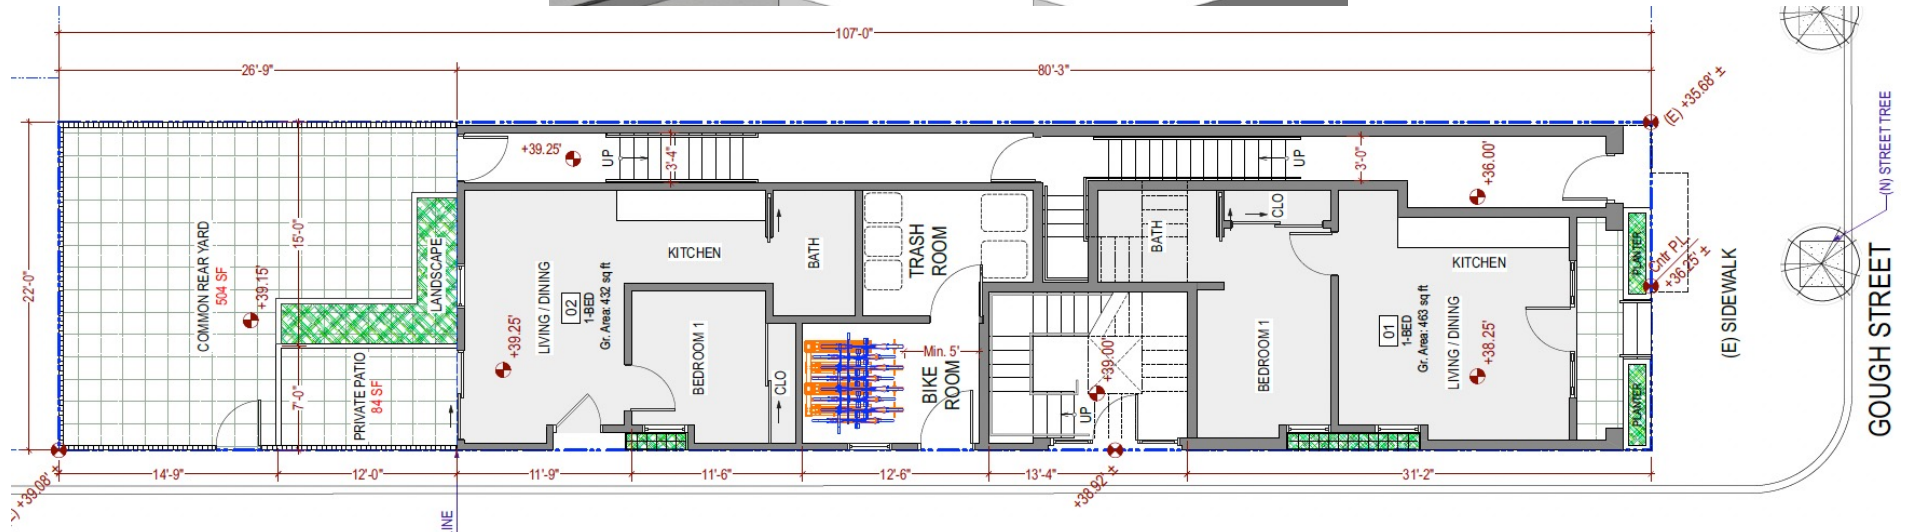 107'-0"
26'-9"
80'-3"
(E) +35.68' ±
(N) STREET TREE
22'-0"
COMMON REAR YARD
504 SF
+39.15'
15'-0"
7'-0"
LANDSCAPE
PRIVATE PATIO
84 SF
+39.25'
UP
3'-4"
LIVING / DINING
02
1-BED
Gr. Area: 432 sq ft
+39.25'
KITCHEN
BATH
BEDROOM 1
CLO
TRASH
ROOM
Min. 5'
BIKE
ROOM
UP
+39.00'
UP
3'-0"
+36.00'
BATH
CLO
BEDROOM 1
KITCHEN
01
1-BED
Gr. Area: 463 sq ft
LIVING / DINING
+38.25'
PLANTER
PLANTER
Cntr P.L.
+36.25' ±
(E) SIDEWALK
GOUGH STREET
14'-9"
12'-0"
11'-9"
11'-6"
12'-6"
13'-4"
31'-2"
+39.08' ±
+38.92' ±
INE